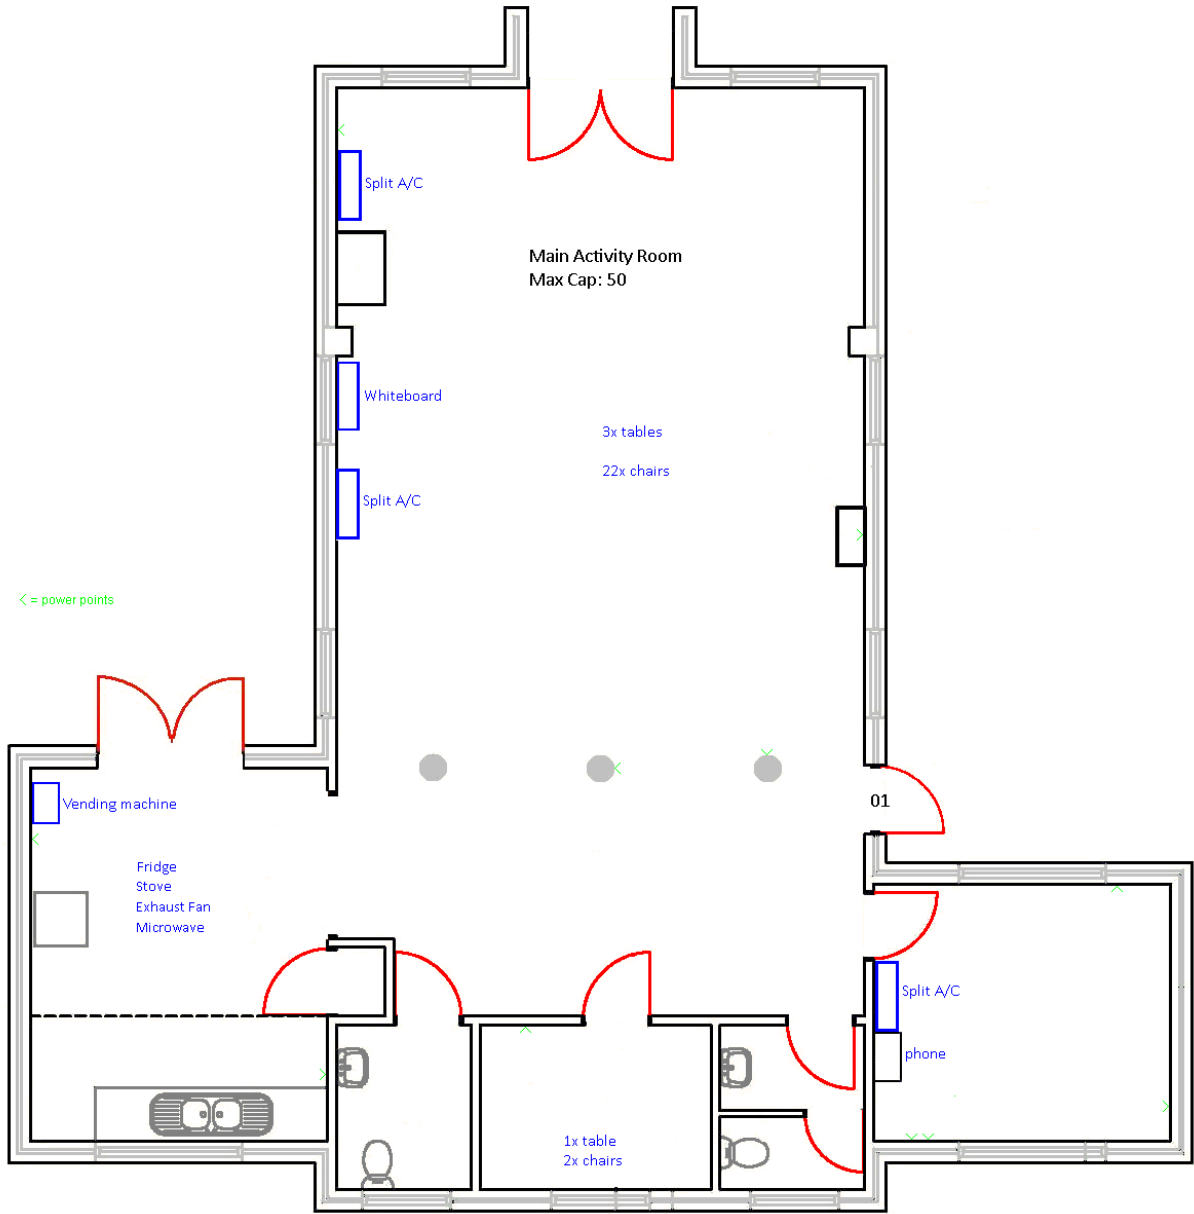 Split A/C
Main Activity Room
Max Cap: 50
Whiteboard
3x tables
22x chairs
Split A/C
< = power points
01
Vending machine
Fridge
Stove
Exhaust Fan
Microwave
Split A/C
phone
1x table
2x chairs